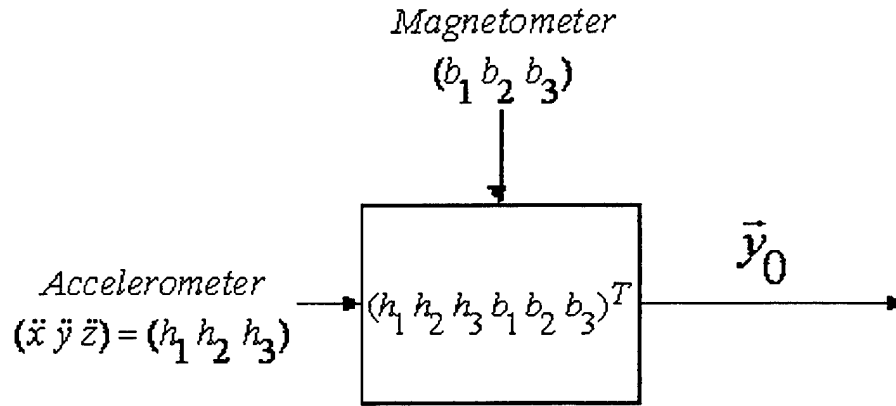 Magnetometer
(b₁ b₂ b₃)
y⃗₀
Accelerometer
(h₁ h₂ h₃ b₁ b₂ b₃)ᵀ
(ẍ ÿ z̈) = (h₁ h₂ h₃)